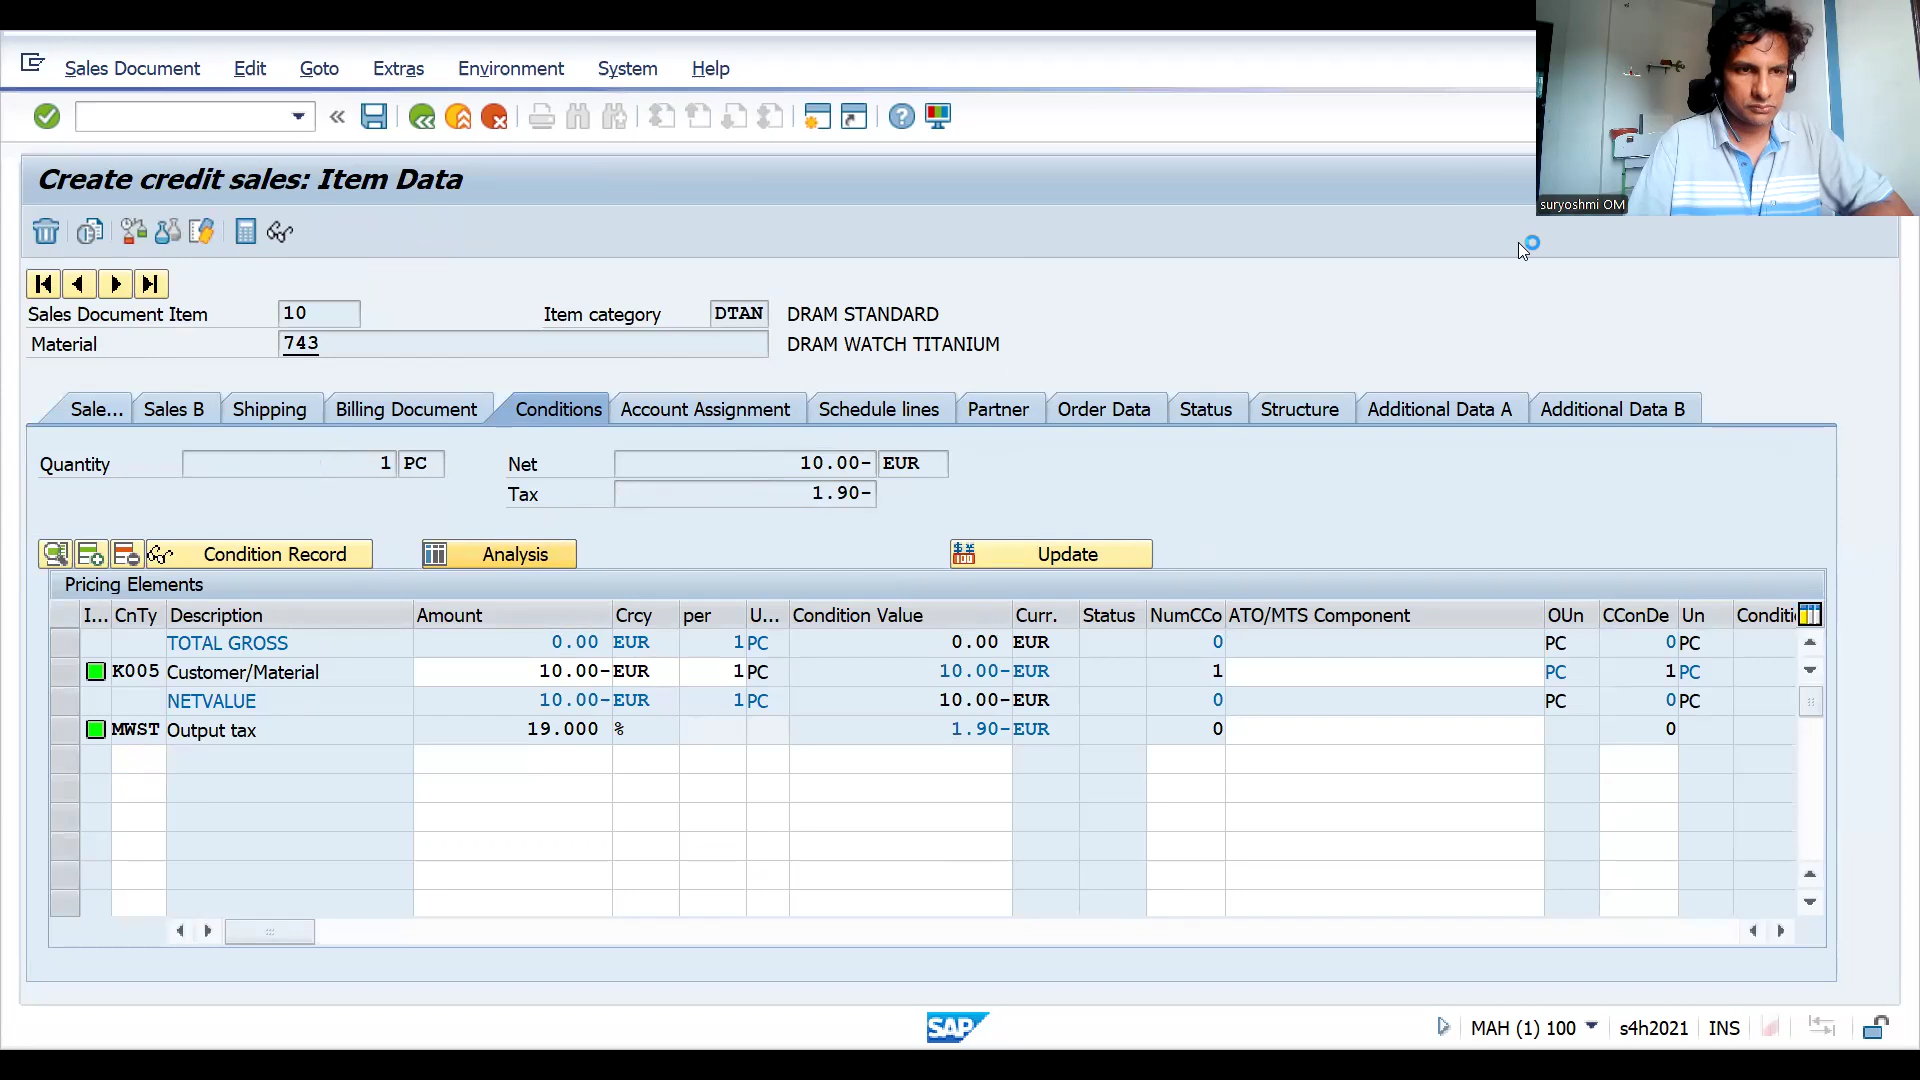 Sales Document Edit Goto Extras Environment System Help
suryoshmi OM
Create credit sales: Item Data
Sales Document Item 10 Item category DTAN DRAM STANDARD
Material 743 DRAM WATCH TITANIUM
Sale... Sales B Shipping Billing Document Conditions Account Assignment Schedule lines Partner Order Data Status Structure Additional Data A Additional Data B
Quantity 1 PC Net 10.00- EUR
Tax 1.90-
Condition Record Analysis Update
Pricing Elements
I... CnTy Description Amount Crcy per U... Condition Value Curr. Status NumCCo ATO/MTS Component OUn CConDe Un Conditi
TOTAL GROSS 0.00 EUR 1 PC 0.00 EUR 0 PC 0 PC
K005 Customer/Material 10.00- EUR 1 PC 10.00- EUR 1 PC 1 PC
NETVALUE 10.00- EUR 1 PC 10.00- EUR 0 PC 0 PC
MWST Output tax 19.000 % 1.90- EUR 0 0
SAP MAH (1) 100 s4h2021 INS